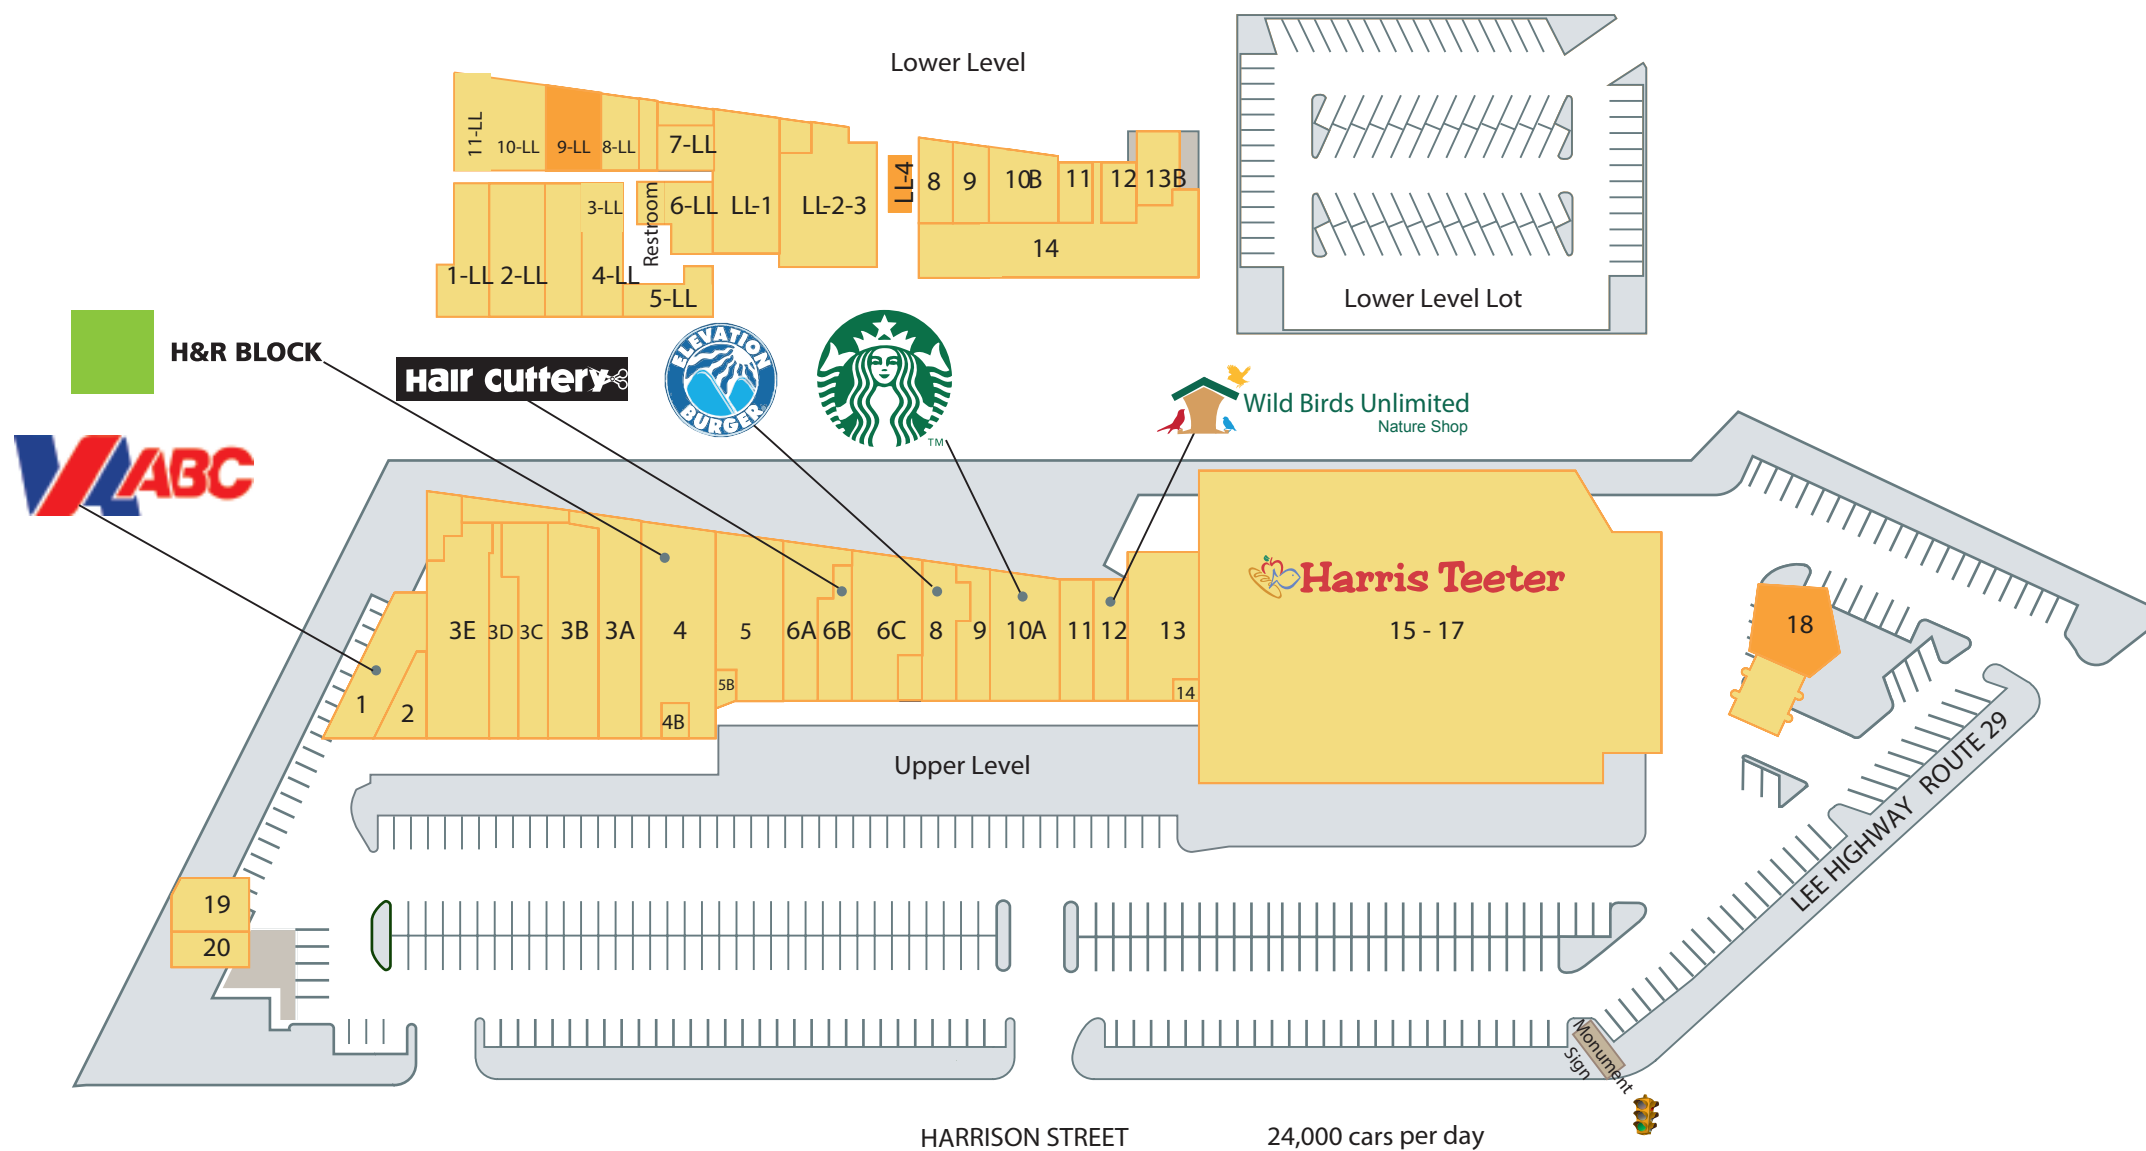 Lower Level
11-LL
10-LL
9-LL
8-LL
7-LL
3-LL
Restroom
6-LL
LL-1
LL-2-3
LL-4
8
9
10B
11
12
13B
14
1-LL
2-LL
4-LL
5-LL
Lower Level Lot
H&R BLOCK
Hair cuttery
ELEVATION
BURGER
TM
Wild Birds Unlimited
Nature Shop
VA ABC
Harris Teeter
1
2
3E
3D
3C
3B
3A
4
4B
5
5B
6A
6B
6C
8
9
10A
11
12
13
14
15 - 17
18
Upper Level
LEE HIGHWAY ROUTE 29
19
20
Monument
Sign
HARRISON STREET
24,000 cars per day